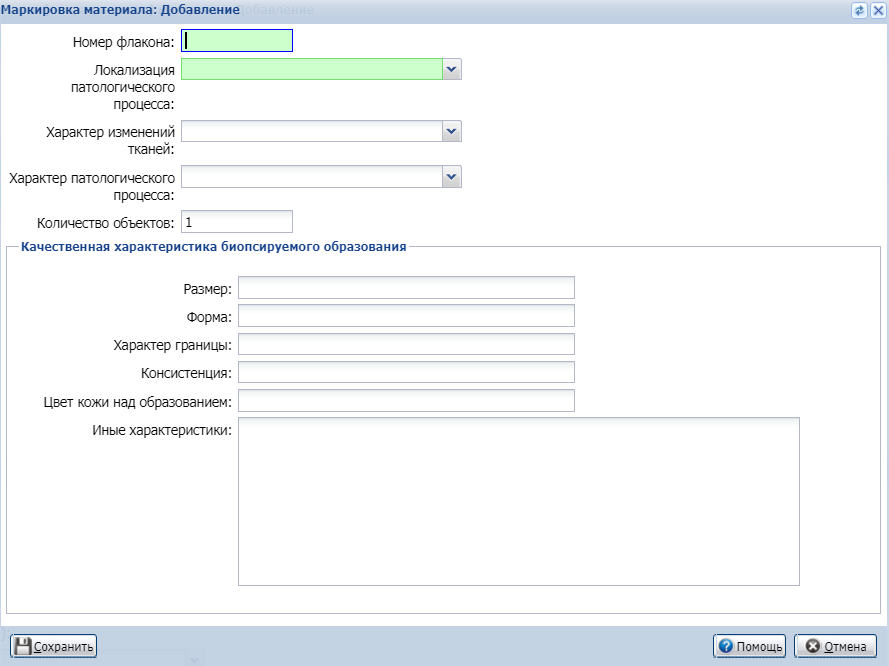 Маркировка материала: Добавление
Номер флакона:
Локализация
патологического
процесса:
Характер изменений
тканей:
Характер патологического
процесса:
Количество объектов: 1
Качественная характеристика биопсируемого образования
Размер:
Форма:
Характер границы:
Консистенция:
Цвет кожи над образованием:
Иные характеристики:
Сохранить Помощь Отмена